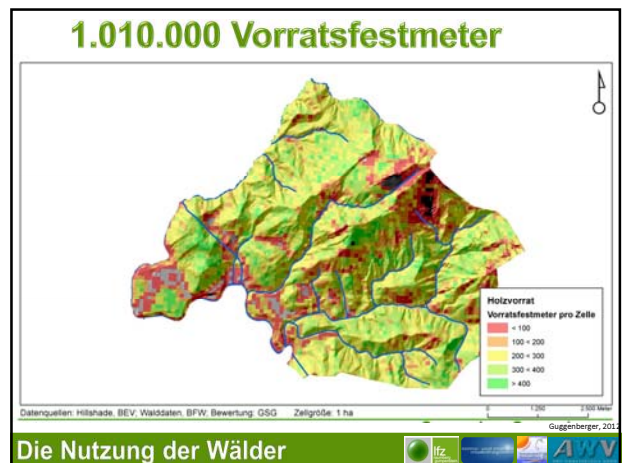 1.010.000 Vorratsfestmeter
Holzvorrat
Vorratsfestmeter pro Zelle
< 100
100 < 200
200 < 300
300 < 400
> 400
0 1.250 2.500 Meter
Datenquellen: Hillshade, BEV; Walddaten, BFW; Bewertung: GSG Zellgröße: 1 ha
Guggenberger, 2012
Die Nutzung der Wälder
lfz
AWV